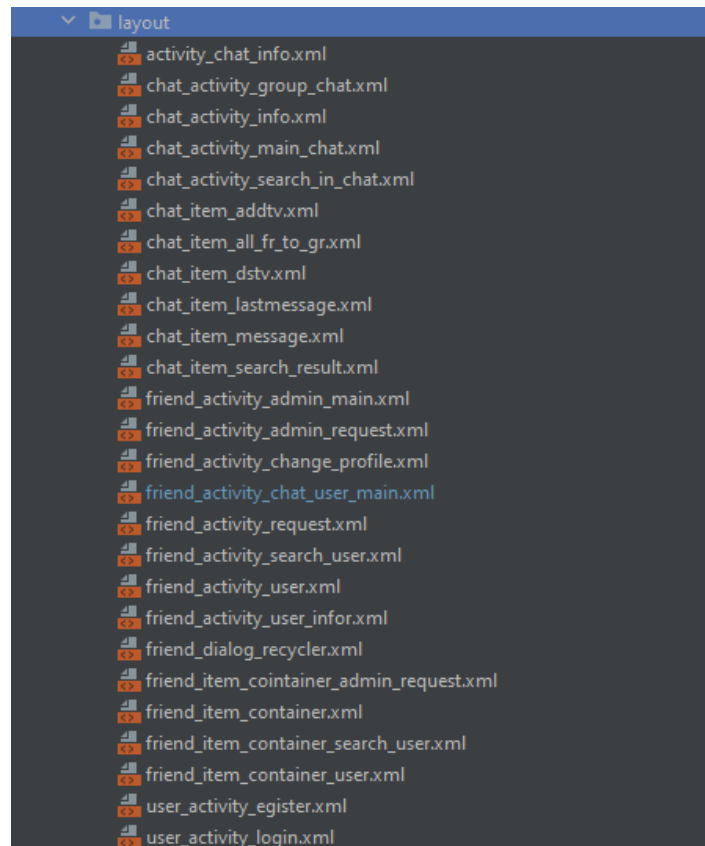 layout
activity_chat_info.xml
chat_activity_group_chat.xml
chat_activity_info.xml
chat_activity_main_chat.xml
chat_activity_search_in_chat.xml
chat_item_addtv.xml
chat_item_all_fr_to_gr.xml
chat_item_dstv.xml
chat_item_lastmessage.xml
chat_item_message.xml
chat_item_search_result.xml
friend_activity_admin_main.xml
friend_activity_admin_request.xml
friend_activity_change_profile.xml
friend_activity_chat_user_main.xml
friend_activity_request.xml
friend_activity_search_user.xml
friend_activity_user.xml
friend_activity_user_infor.xml
friend_dialog_recycler.xml
friend_item_cointainer_admin_request.xml
friend_item_container.xml
friend_item_container_search_user.xml
friend_item_container_user.xml
user_activity_egister.xml
user_activity_login.xml